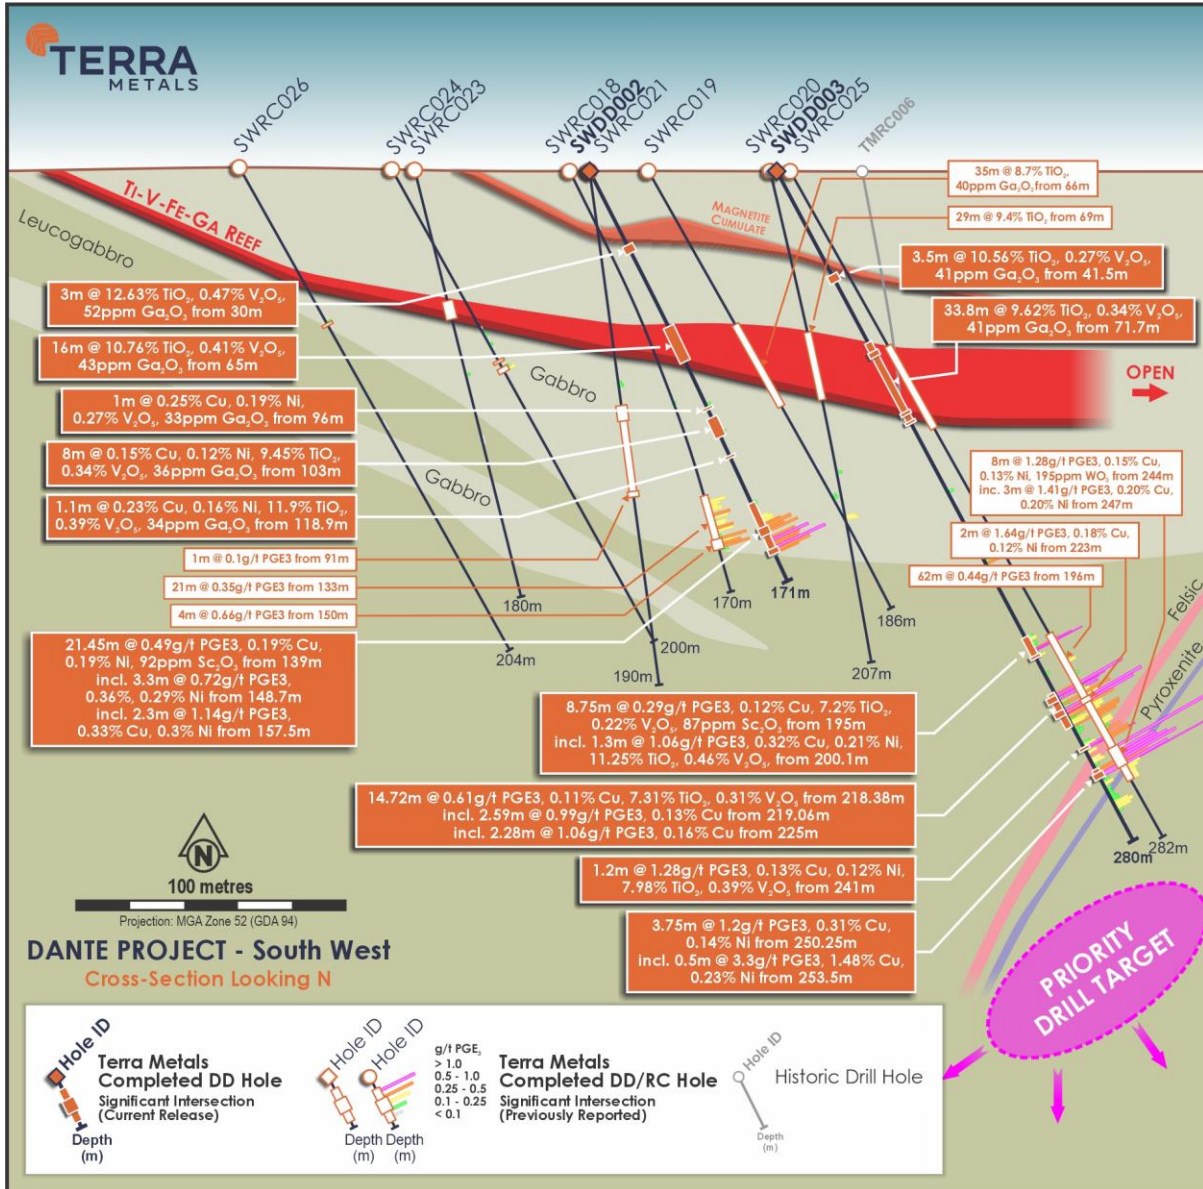 TERRA
METALS
SWRC026
SWRC024
SWRC023
SWRC018
SWDD002
SWRC021
SWRC019
SWRC020
SWDD003
SWRC025
TMRC006
Ti-V-Fe-Ga Reef
Leucogabbro
Magnetite
Cumulate
35m @ 8.7% TiO₂,
40ppm Ga₂O₃ from 66m
29m @ 9.4% TiO₂ from 69m
3.5m @ 10.56% TiO₂, 0.27% V₂O₅,
41ppm Ga₂O₃ from 41.5m
33.8m @ 9.62% TiO₂, 0.34% V₂O₅,
41ppm Ga₂O₃ from 71.7m
OPEN
3m @ 12.63% TiO₂, 0.47% V₂O₅,
52ppm Ga₂O₃ from 30m
16m @ 10.76% TiO₂, 0.41% V₂O₅,
43ppm Ga₂O₃ from 65m
1m @ 0.25% Cu, 0.19% Ni,
0.27% V₂O₅, 33ppm Ga₂O₃ from 96m
8m @ 0.15% Cu, 0.12% Ni, 9.45% TiO₂,
0.34% V₂O₅, 36ppm Ga₂O₃ from 103m
1.1m @ 0.23% Cu, 0.16% Ni, 11.9% TiO₂,
0.39% V₂O₅, 34ppm Ga₂O₃ from 118.9m
1m @ 0.1g/t PGE3 from 91m
21m @ 0.35g/t PGE3 from 133m
4m @ 0.66g/t PGE3 from 150m
21.45m @ 0.49g/t PGE3, 0.19% Cu,
0.19% Ni, 92ppm Sc₂O₃ from 139m
incl. 3.3m @ 0.72g/t PGE3,
0.36%, 0.29% Ni from 148.7m
incl. 2.3m @ 1.14g/t PGE3,
0.33% Cu, 0.3% Ni from 157.5m
Gabbro
Gabbro
8m @ 1.28g/t PGE3, 0.15% Cu,
0.13% Ni, 195ppm WO₃ from 244m
inc. 3m @ 1.41g/t PGE3, 0.20% Cu,
0.20% Ni from 247m
2m @ 1.64g/t PGE3, 0.18% Cu,
0.12% Ni from 223m
62m @ 0.44g/t PGE3 from 196m
Felsic
Pyroxenite
180m
204m
200m
190m
170m
171m
186m
207m
280m
282m
8.75m @ 0.29g/t PGE3, 0.12% Cu, 7.2% TiO₂,
0.22% V₂O₅, 87ppm Sc₂O₃ from 195m
incl. 1.3m @ 1.06g/t PGE3, 0.32% Cu, 0.21% Ni,
11.25% TiO₂, 0.46% V₂O₅, from 200.1m
14.72m @ 0.61g/t PGE3, 0.11% Cu, 7.31% TiO₂, 0.31% V₂O₅ from 218.38m
incl. 2.59m @ 0.99g/t PGE3, 0.13% Cu from 219.06m
incl. 2.28m @ 1.06g/t PGE3, 0.16% Cu from 225m
1.2m @ 1.28g/t PGE3, 0.13% Cu, 0.12% Ni,
7.98% TiO₂, 0.39% V₂O₅ from 241m
3.75m @ 1.2g/t PGE3, 0.31% Cu,
0.14% Ni from 250.25m
incl. 0.5m @ 3.3g/t PGE3, 1.48% Cu,
0.23% Ni from 253.5m
PRIORITY
DRILL TARGET
N
100 metres
Projection: MGA Zone 52 (GDA 94)
DANTE PROJECT - South West
Cross-Section Looking N
Hole ID
Depth
(m)
Terra Metals
Completed DD Hole
Significant Intersection
(Current Release)
Hole ID
Hole ID
Depth
(m)
Depth
(m)
g/t PGE₃
> 1.0
0.5 - 1.0
0.25 - 0.5
0.1 - 0.25
< 0.1
Terra Metals
Completed DD/RC Hole
Significant Intersection
(Previously Reported)
Hole ID
Depth
(m)
Historic Drill Hole